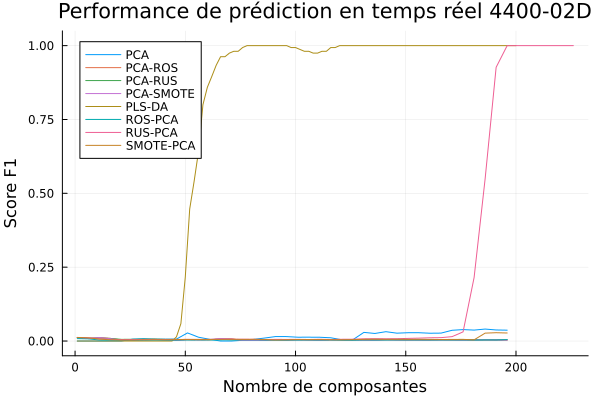 Performance de prédiction en temps réel 4400-02D
1.00
0.75
0.50
0.25
0.00
Score F1
PCA
PCA-ROS
PCA-RUS
PCA-SMOTE
PLS-DA
ROS-PCA
RUS-PCA
SMOTE-PCA
0 50 100 150 200
Nombre de composantes